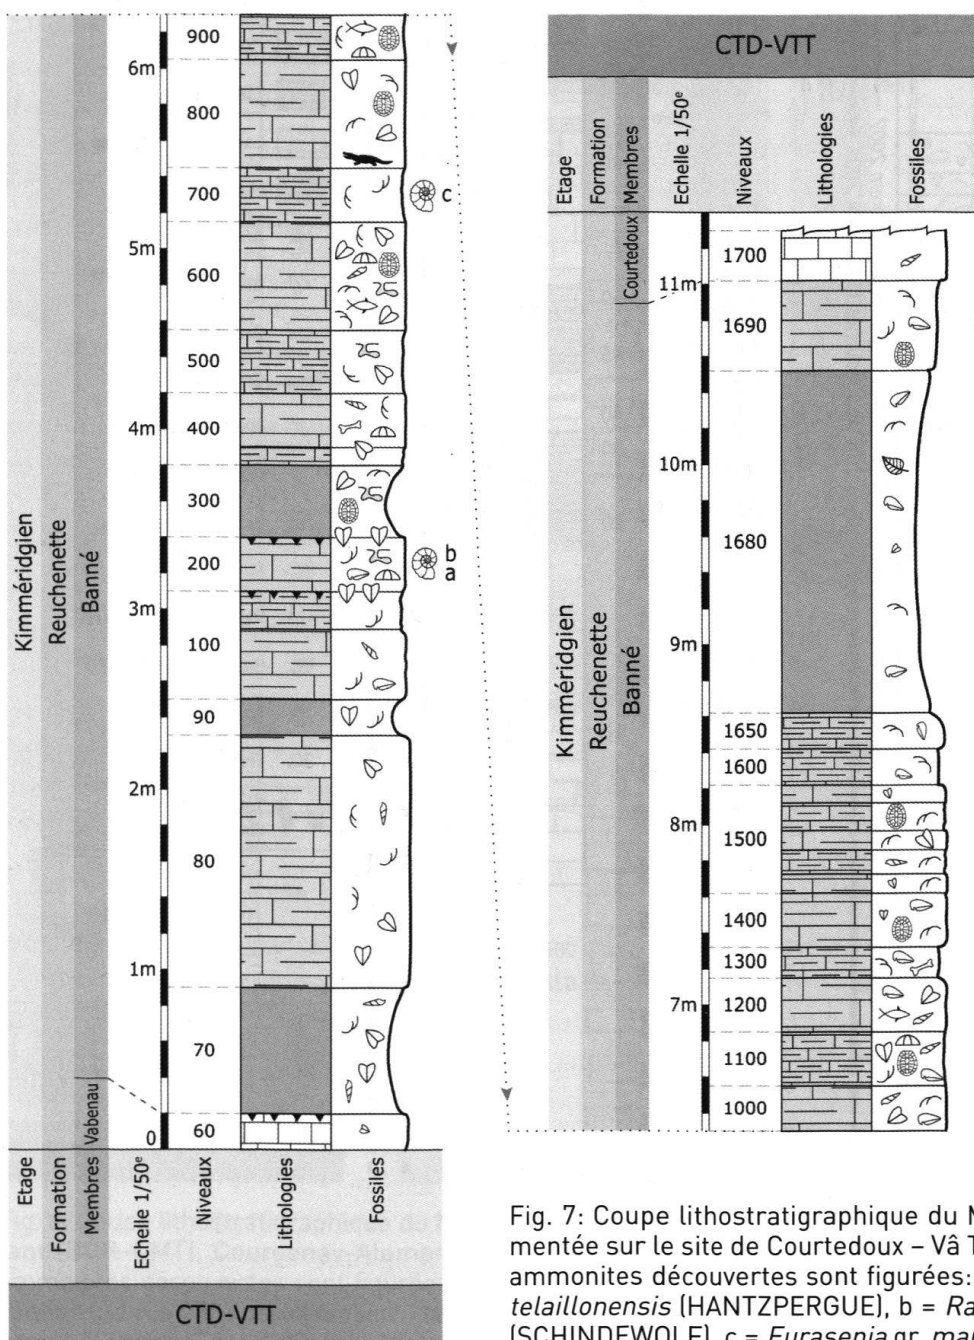 900
6m
800
700
c
5m
600
500
400
4m
300
200
b
a
3m
100
90
2m
80
1m
70
60
0
Kimméridgien
Reuchenette
Banné
Vabenau
Etage
Formation
Membres
Echelle 1/50e
Niveaux
Lithologies
Fossiles
CTD-VTT
CTD-VTT
Etage
Formation
Membres
Echelle 1/50e
Niveaux
Lithologies
Fossiles
Courtedoux
Kimméridgien
Reuchenette
Banné
1700
11m
1690
10m
1680
9m
1650
1600
8m
1500
1400
1300
7m
1200
1100
1000
Fig. 7: Coupe lithostratigraphique du
mentée sur le site de Courtedoux – Vâ
ammonites découvertes sont figurées:
telaillonensis (HANTZPERGUE), b =
(SCHINDEWOLF), c = Eurasenia gr.